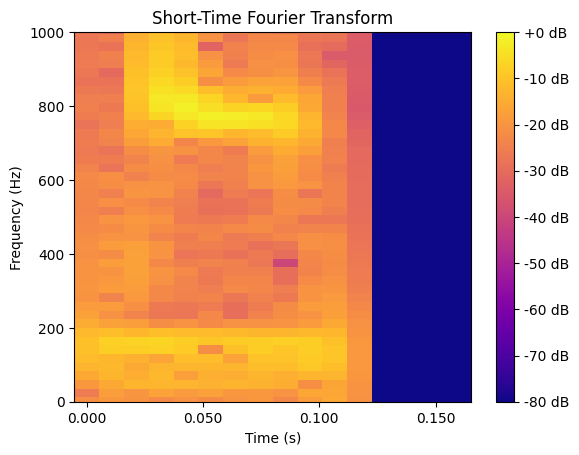 Short-Time Fourier Transform
1000
800
600
400
200
0
Frequency (Hz)
0.000
0.050
0.100
0.150
Time (s)
+0 dB
-10 dB
-20 dB
-30 dB
-40 dB
-50 dB
-60 dB
-70 dB
-80 dB